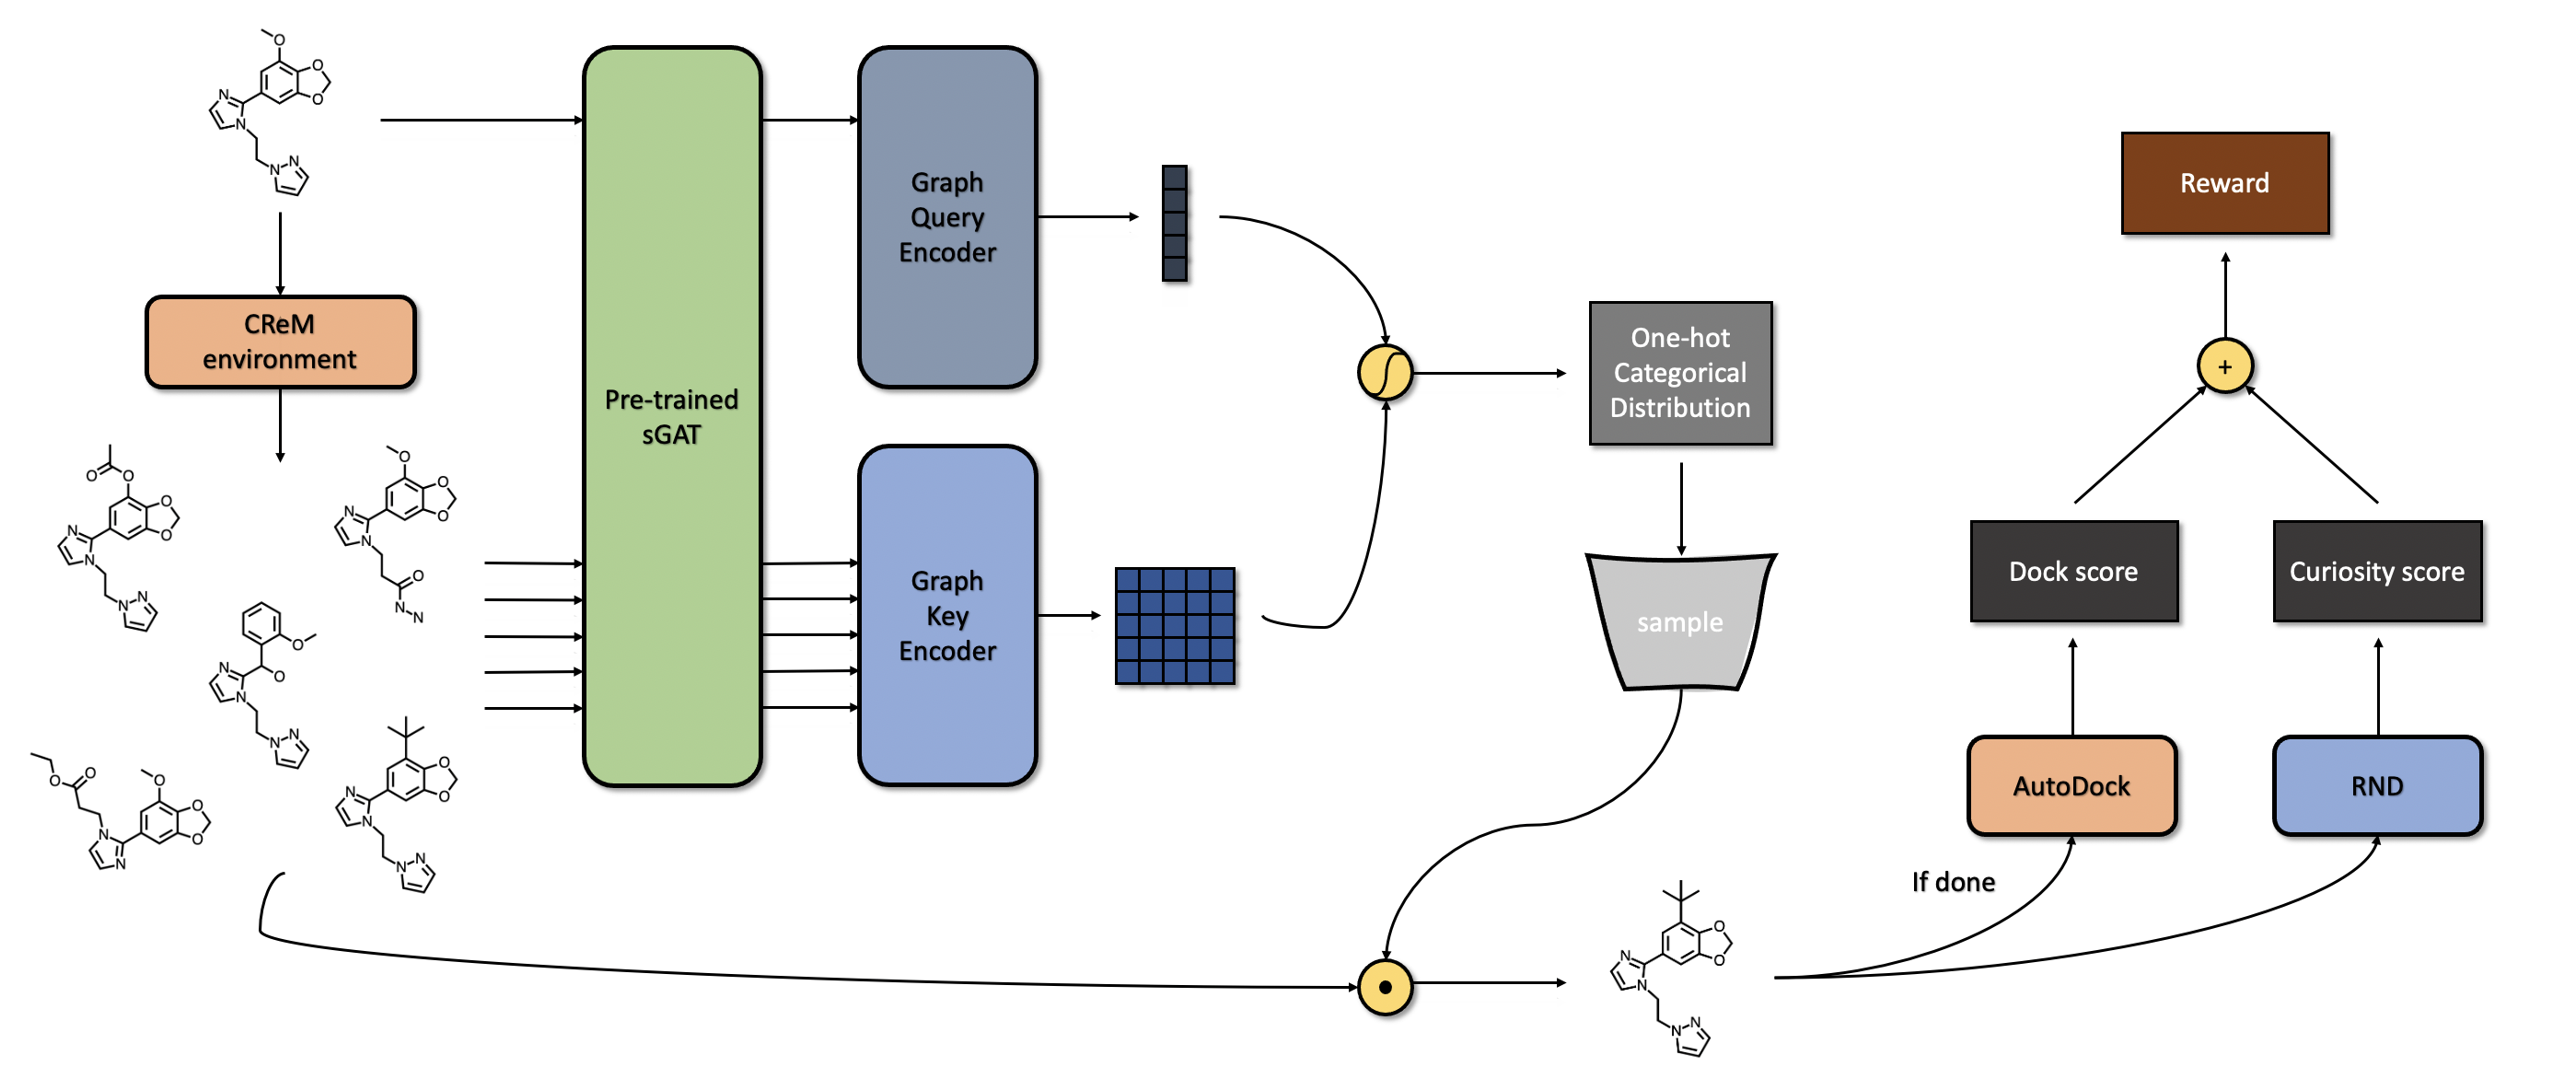 CReM
environment
Pre-trained
sGAT
Graph
Query
Encoder
Graph
Key
Encoder
One-hot
Categorical
Distribution
sample
Reward
+
Dock score
Curiosity score
AutoDock
RND
If done
O
O
O
N
N
N
N
O
O
O
O
N
N
N
N
O
O
O
N
N
O
N
N
O
O
N
N
N
N
O
O
O
O
O
N
N
O
O
N
N
N
N
O
O
N
N
N
N